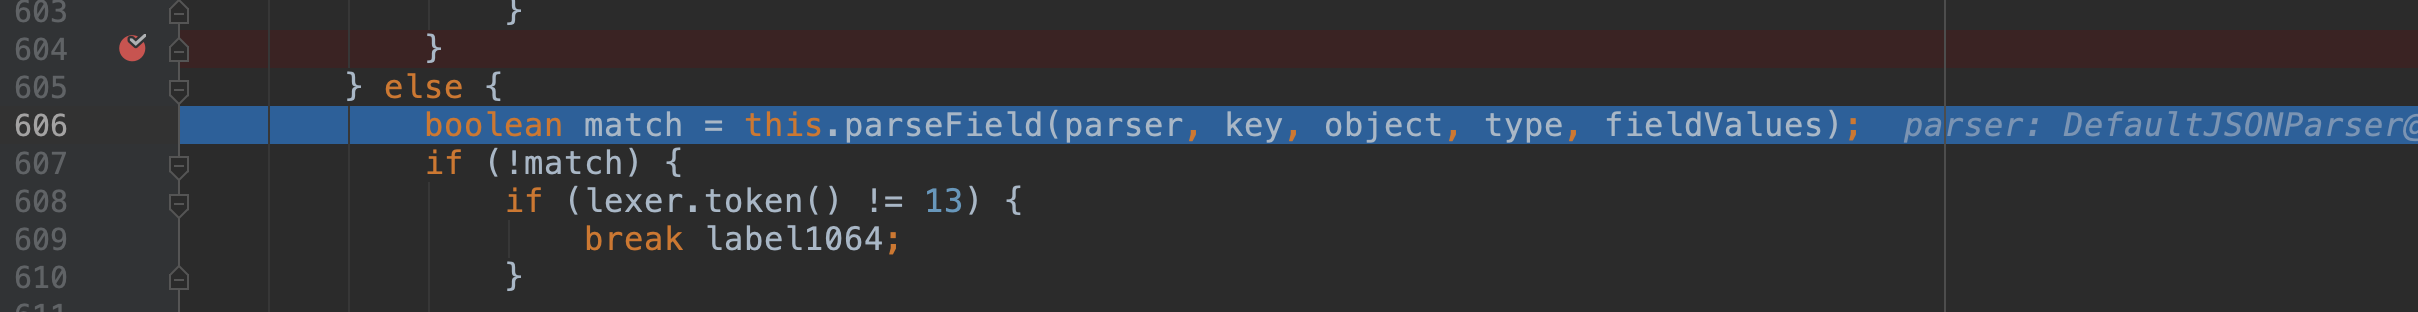 603 }
604 }
605 } else {
606 boolean match = this.parseField(parser, key, object, type, fieldValues); parser: DefaultJSONParser@
607 if (!match) {
608 if (lexer.token() != 13) {
609 break label1064;
610 }
611